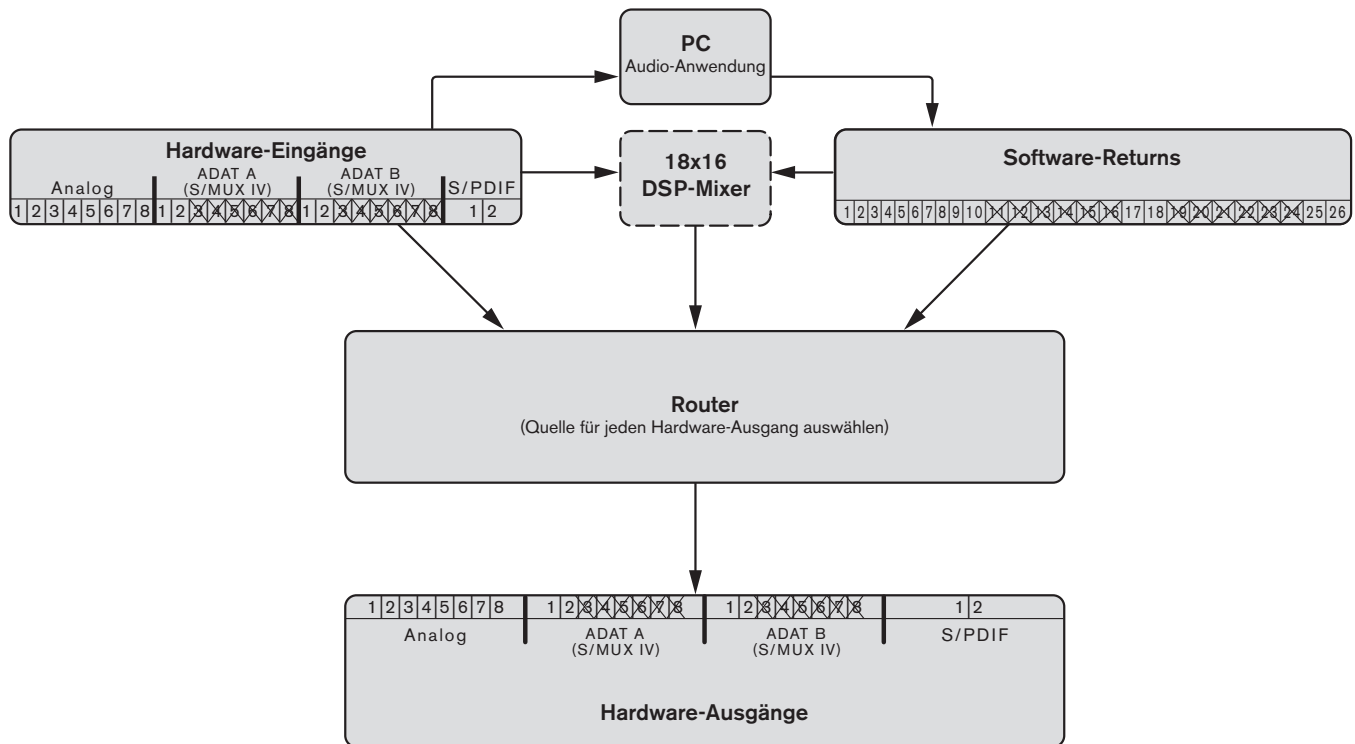 PC
Audio-Anwendung
Hardware-Eingänge
Analog
ADAT A
(S/MUX IV)
ADAT B
(S/MUX IV)
S/PDIF
1 2 3 4 5 6 7 8 1 2 3 4 5 6 7 8 1 2 3 4 5 6 7 8 1 2
18x16
DSP-Mixer
Software-Returns
1 2 3 4 5 6 7 8 9 10 11 12 13 14 15 16 17 18 19 20 21 22 23 24 25 26
Router
(Quelle für jeden Hardware-Ausgang auswählen)
1 2 3 4 5 6 7 8 1 2 3 4 5 6 7 8 1 2 3 4 5 6 7 8 1 2
Analog
ADAT A
(S/MUX IV)
ADAT B
(S/MUX IV)
S/PDIF
Hardware-Ausgänge